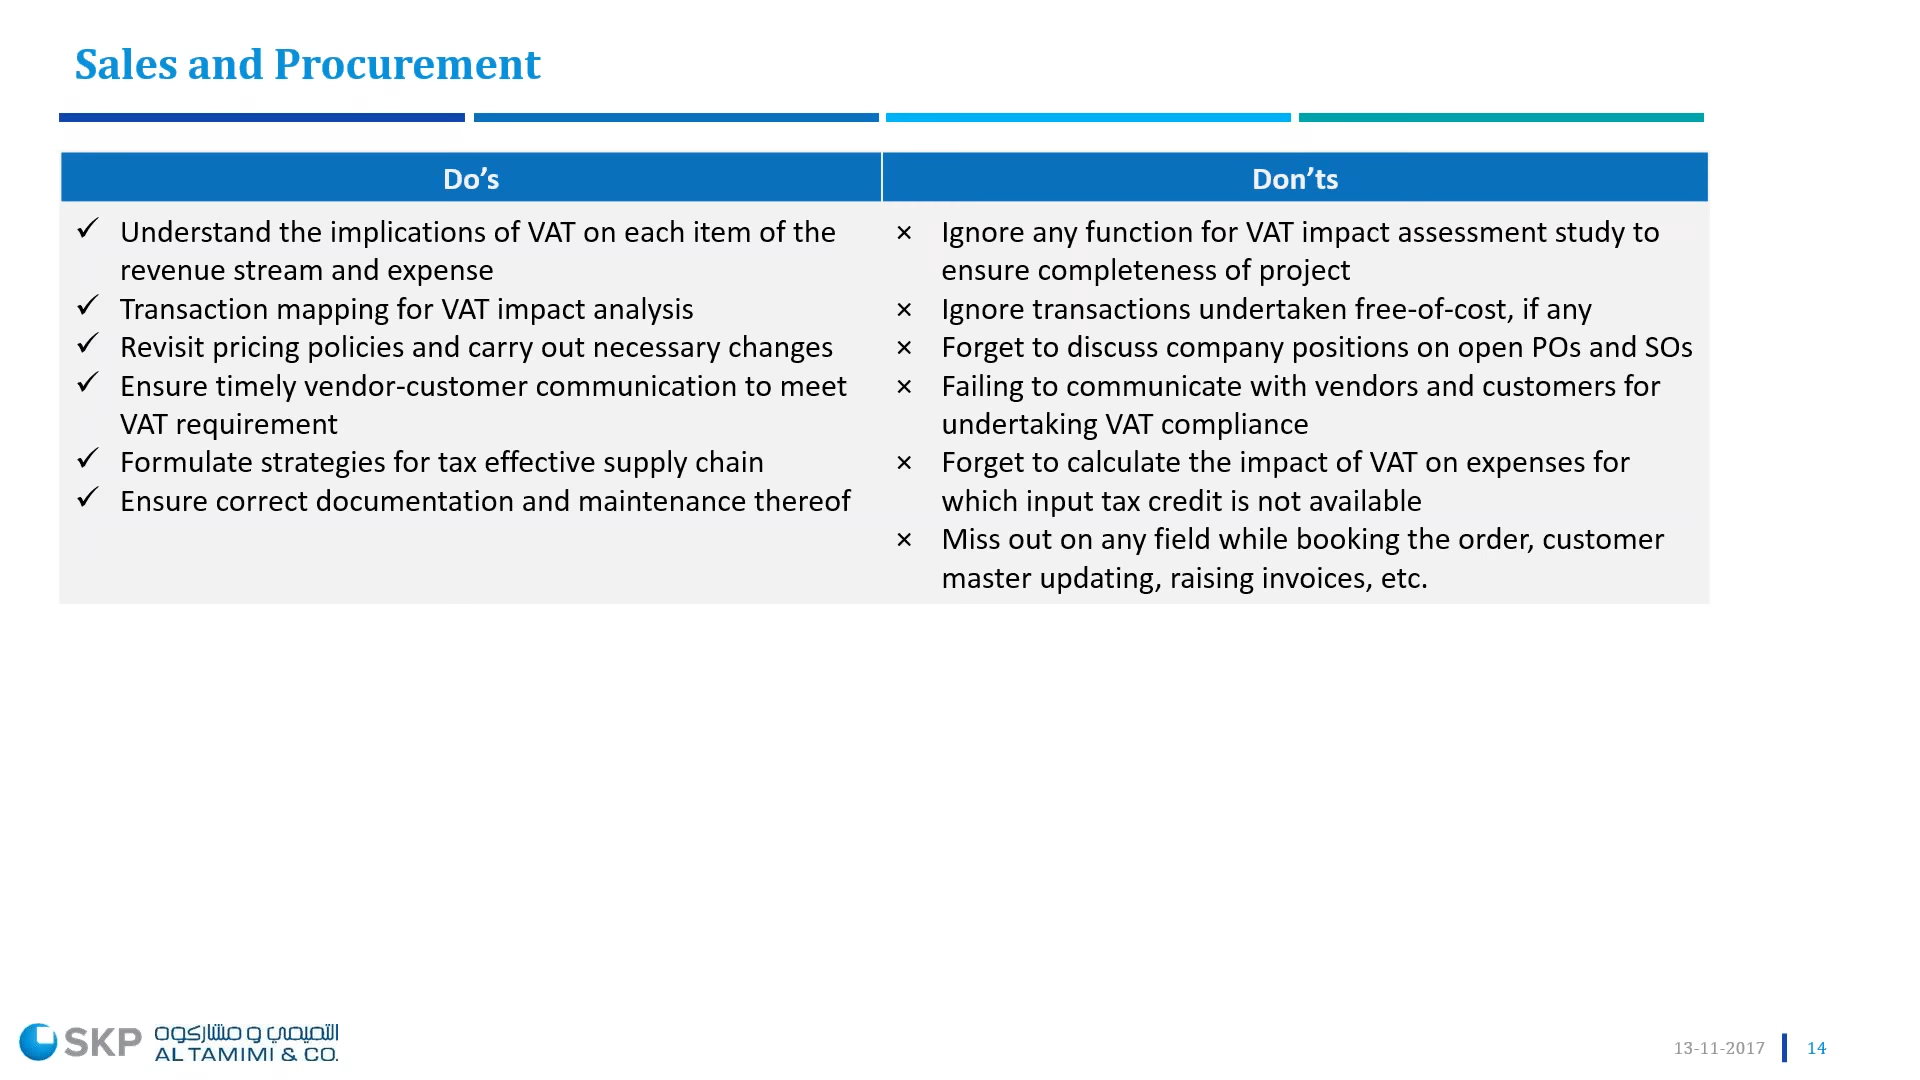 Sales and Procurement
Do’s
Don’ts
✓ Understand the implications of VAT on each item of the
revenue stream and expense
✓ Transaction mapping for VAT impact analysis
✓ Revisit pricing policies and carry out necessary changes
✓ Ensure timely vendor-customer communication to meet
VAT requirement
✓ Formulate strategies for tax effective supply chain
✓ Ensure correct documentation and maintenance thereof
× Ignore any function for VAT impact assessment study to
ensure completeness of project
× Ignore transactions undertaken free-of-cost, if any
× Forget to discuss company positions on open POs and SOs
× Failing to communicate with vendors and customers for
undertaking VAT compliance
× Forget to calculate the impact of VAT on expenses for
which input tax credit is not available
× Miss out on any field while booking the order, customer
master updating, raising invoices, etc.
SKP
التميمي و مشاركوه
AL TAMIMI & CO.
13-11-2017
14